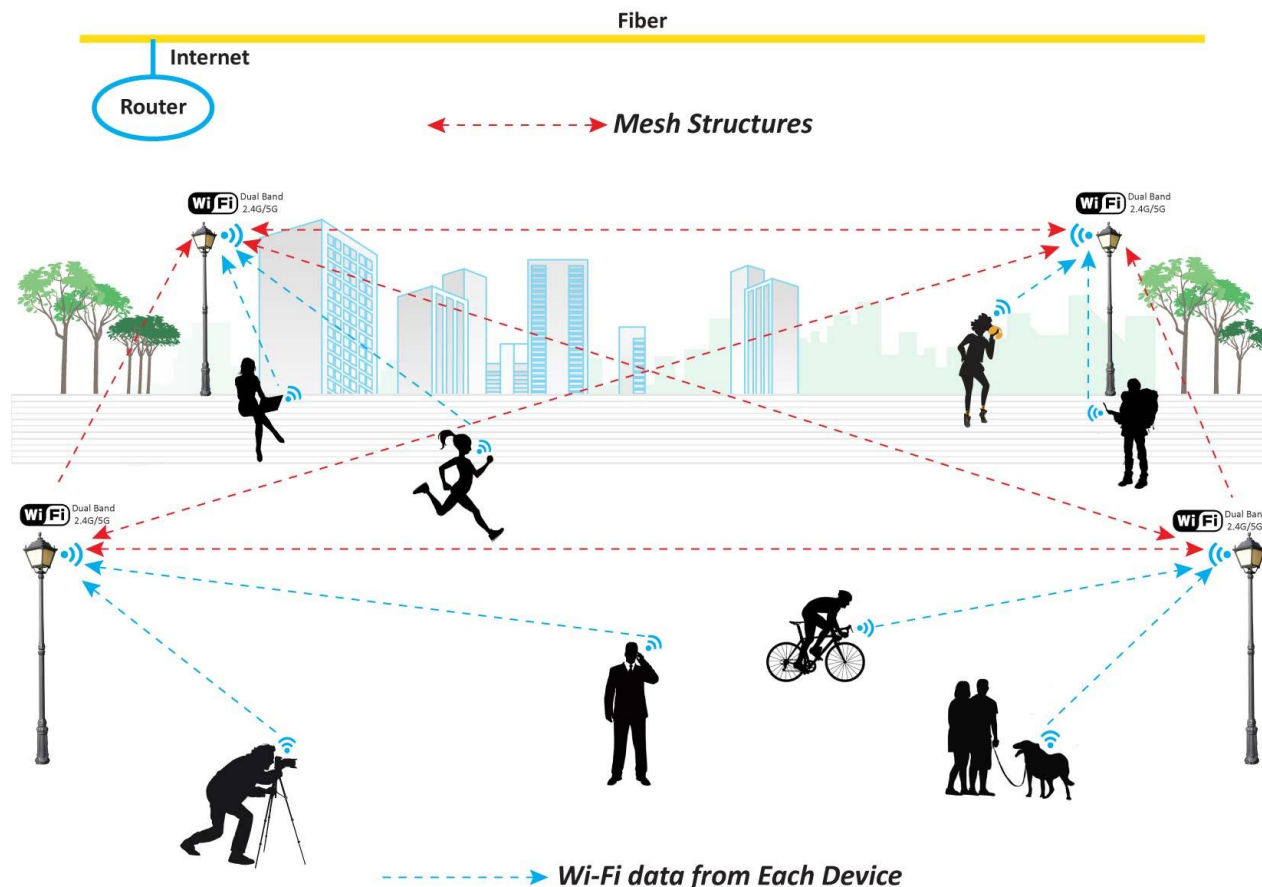 Fiber
Internet
Router
Mesh Structures
WiFi
Dual Band
2.4G/5G
WiFi
Dual Band
2.4G/5G
WiFi
Dual Band
2.4G/5G
WiFi
Dual Band
2.4G/5G
Wi-Fi data from Each Device